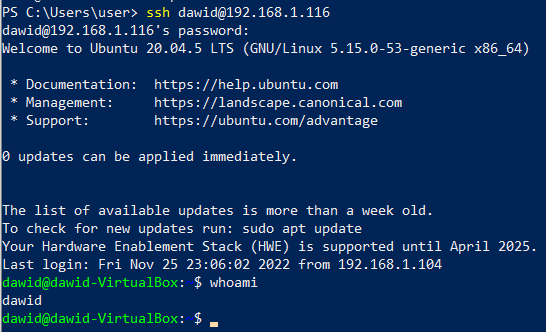 PS C:\Users\user> ssh dawid@192.168.1.116
dawid@192.168.1.116's password:
Welcome to Ubuntu 20.04.5 LTS (GNU/Linux 5.15.0-53-generic x86_64)
* Documentation: https://help.ubuntu.com
* Management: https://landscape.canonical.com
* Support: https://ubuntu.com/advantage
0 updates can be applied immediately.
The list of available updates is more than a week old.
To check for new updates run: sudo apt update
Your Hardware Enablement Stack (HWE) is supported until April 2025.
Last login: Fri Nov 25 23:06:02 2022 from 192.168.1.104
dawid@dawid-VirtualBox: $ whoami
dawid
dawid@dawid-VirtualBox: $